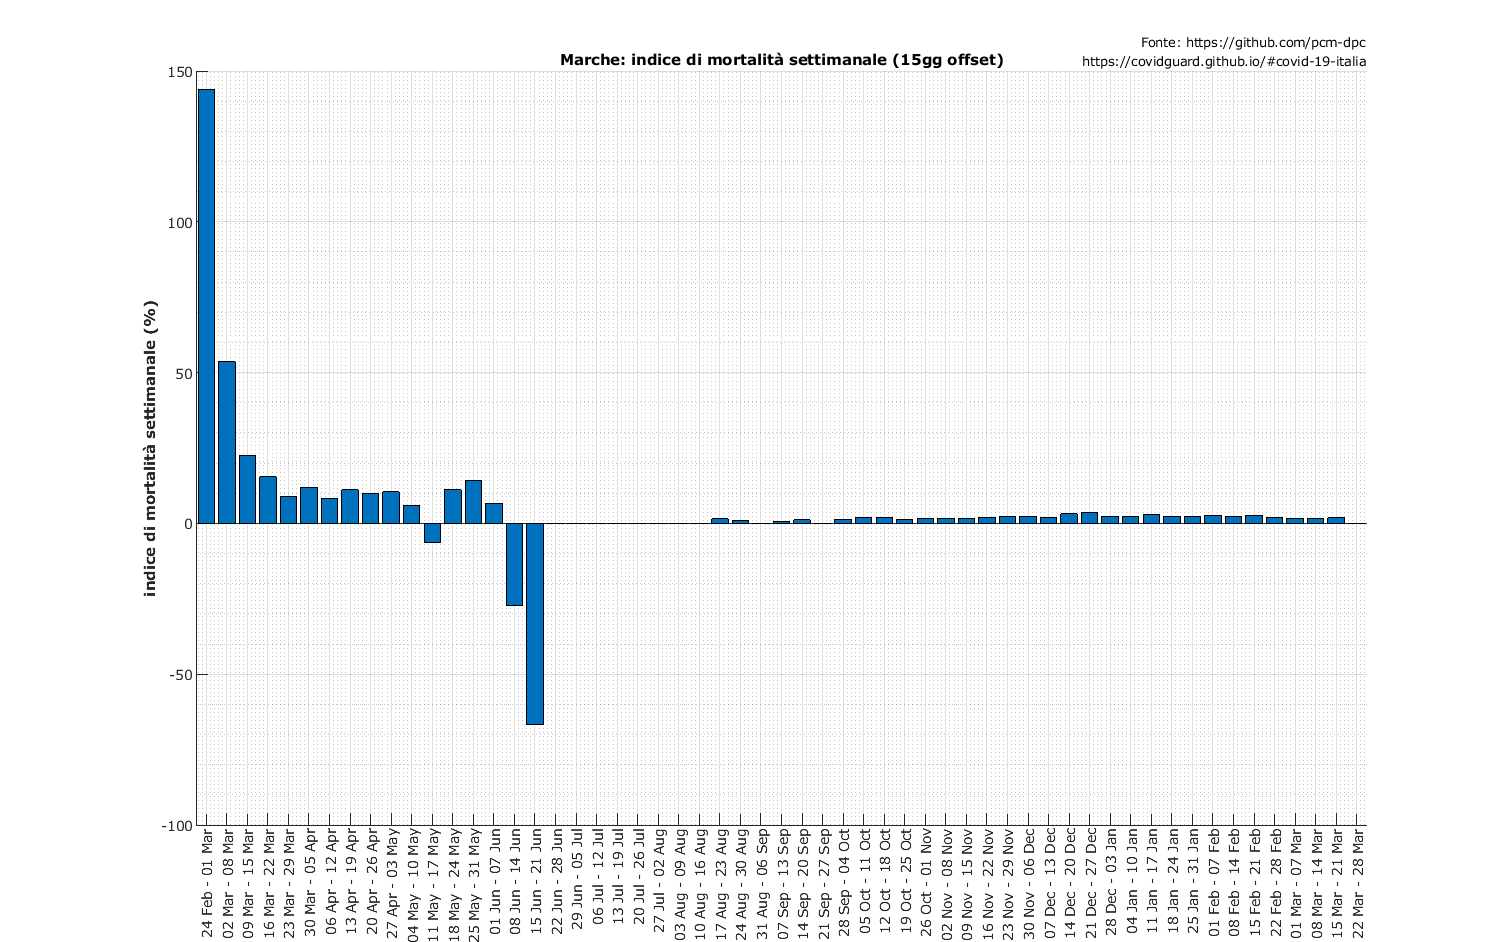 Fonte: https://github.com/pcm-dpc
https://covidguard.github.io/#covid-19-italia
Marche: indice di mortalità settimanale (15gg offset)
indice di mortalità settimanale (%)
150
100
50
0
-50
-100
24 Feb - 01 Mar
02 Mar - 08 Mar
09 Mar - 15 Mar
16 Mar - 22 Mar
23 Mar - 29 Mar
30 Mar - 05 Apr
06 Apr - 12 Apr
13 Apr - 19 Apr
20 Apr - 26 Apr
27 Apr - 03 May
04 May - 10 May
11 May - 17 May
18 May - 24 May
25 May - 31 May
01 Jun - 07 Jun
08 Jun - 14 Jun
15 Jun - 21 Jun
22 Jun - 28 Jun
29 Jun - 05 Jul
06 Jul - 12 Jul
13 Jul - 19 Jul
20 Jul - 26 Jul
27 Jul - 02 Aug
03 Aug - 09 Aug
10 Aug - 16 Aug
17 Aug - 23 Aug
24 Aug - 30 Aug
31 Aug - 06 Sep
07 Sep - 13 Sep
14 Sep - 20 Sep
21 Sep - 27 Sep
28 Sep - 04 Oct
05 Oct - 11 Oct
12 Oct - 18 Oct
19 Oct - 25 Oct
26 Oct - 01 Nov
02 Nov - 08 Nov
09 Nov - 15 Nov
16 Nov - 22 Nov
23 Nov - 29 Nov
30 Nov - 06 Dec
07 Dec - 13 Dec
14 Dec - 20 Dec
21 Dec - 27 Dec
28 Dec - 03 Jan
04 Jan - 10 Jan
11 Jan - 17 Jan
18 Jan - 24 Jan
25 Jan - 31 Jan
01 Feb - 07 Feb
08 Feb - 14 Feb
15 Feb - 21 Feb
22 Feb - 28 Feb
01 Mar - 07 Mar
08 Mar - 14 Mar
15 Mar - 21 Mar
22 Mar - 28 Mar